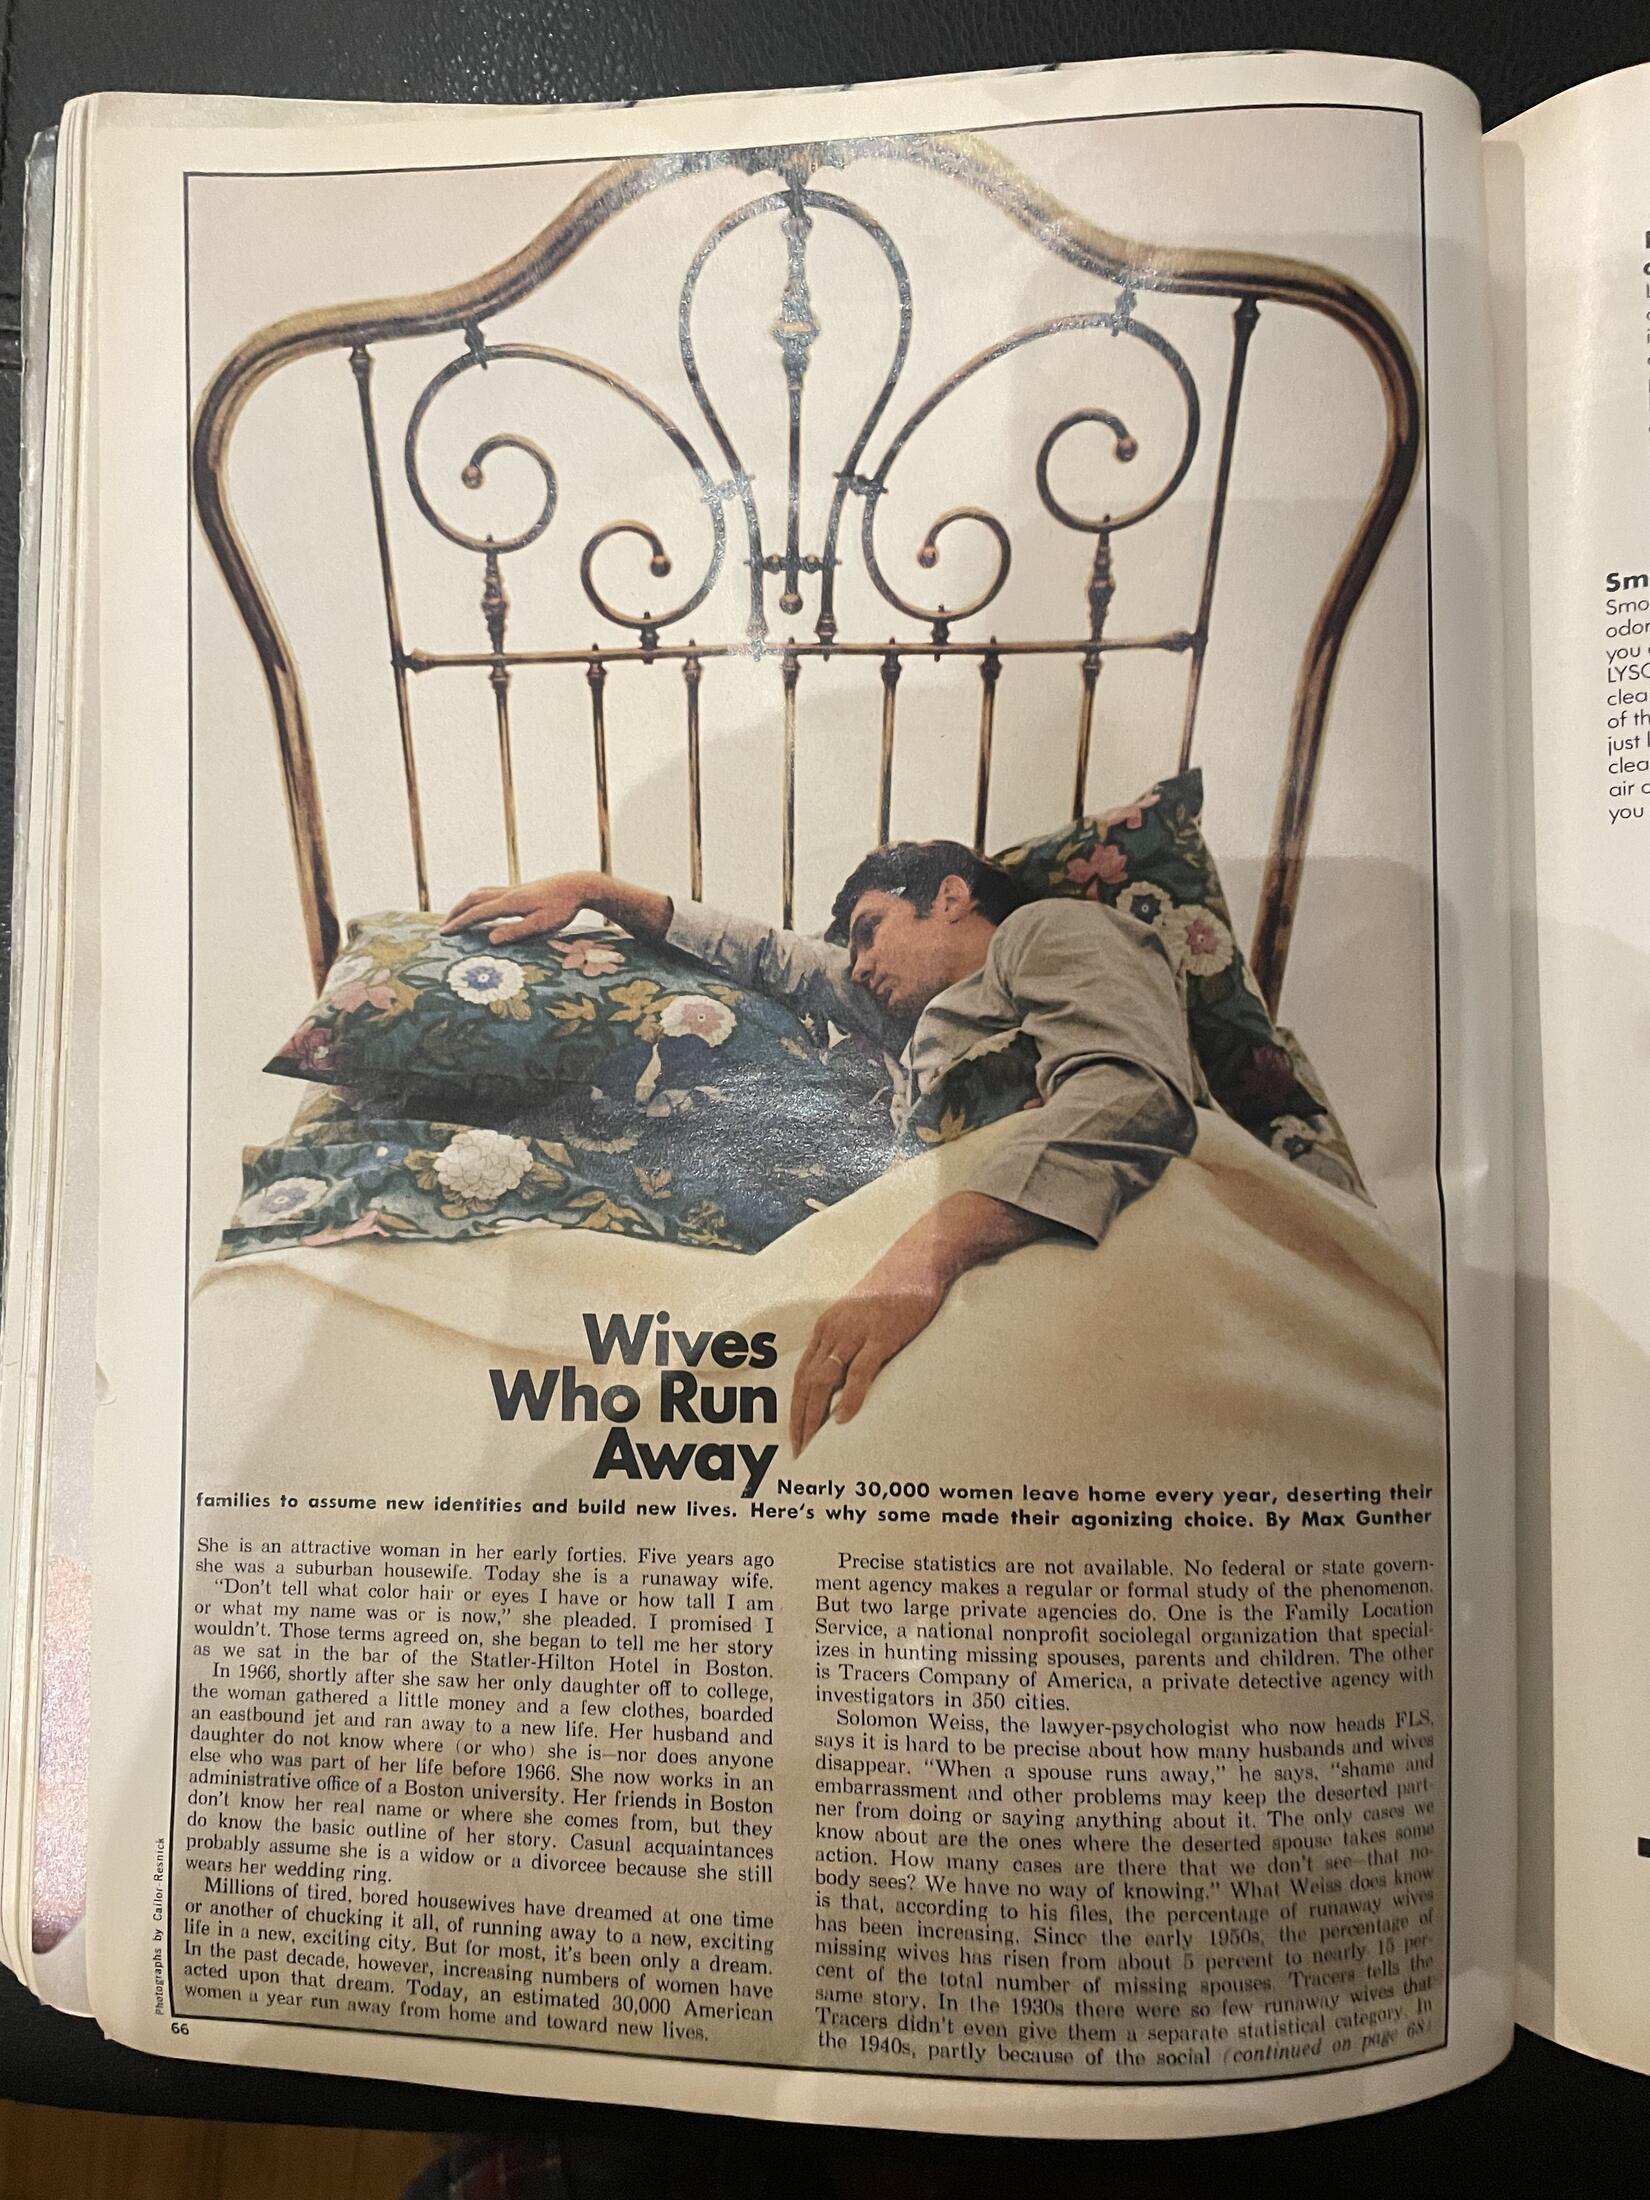 Wives
Who Run
Away
Nearly 30,000 women leave home every year, deserting their
families to assume new identities and build new lives. Here's why some made their agonizing choice. By Max Gunther
She is an attractive woman in her early forties. Five years ago
she was a suburban housewife. Today she is a runaway wife.
"Don't tell what color hair or eyes I have or how tall I am
or what my name was or is now," she pleaded. I promised I
wouldn't. Those terms agreed on, she began to tell me her story
as we sat in the bar of the Statler-Hilton Hotel in Boston.
In 1966, shortly after she saw her only daughter off to college,
the woman gathered a little money and a few clothes, boarded
an eastbound jet and ran away to a new life. Her husband and
daughter do not know where (or who) she is—nor does anyone
else who was part of her life before 1966. She now works in an
administrative office of a Boston university. Her friends in Boston
don't know her real name or where she comes from, but they
do know the basic outline of her story. Casual acquaintances
probably assume she is a widow or a divorcee because she still
wears her wedding ring.
Millions of tired, bored housewives have dreamed at one time
or another of chucking it all, of running away to a new, exciting
life in a new, exciting city. But for most, it's been only a dream.
In the past decade, however, increasing numbers of women have
acted upon that dream. Today, an estimated 30,000 American
women a year run away from home and toward new lives.
Precise statistics are not available. No federal or state govern-
ment agency makes a regular or formal study of the phenomenon.
But two large private agencies do. One is the Family Location
Service, a national nonprofit sociolegal organization that special-
izes in hunting missing spouses, parents and children. The other
is Tracers Company of America, a private detective agency with
investigators in 350 cities.
Solomon Weiss, the lawyer-psychologist who now heads FLS,
says it is hard to be precise about how many husbands and wives
disappear. "When a spouse runs away," he says, "shame and
embarrassment and other problems may keep the deserted part-
ner from doing or saying anything about it. The only cases we
know about are the ones where the deserted spouse takes some
action. How many cases are there that we don't see—that no-
body sees? We have no way of knowing." What Weiss does know
is that, according to his files, the percentage of runaway wives
has been increasing. Since the early 1950s, the percentage of
missing wives has risen from about 5 percent to nearly 15 per-
cent of the total number of missing spouses. Tracers tells the
same story. In the 1930s there were so few runaway wives that
Tracers didn't even give them a separate statistical category. In
the 1940s, partly because of the social (continued on page 68)
Photographs by Cailor-Resnick
66
Sm
Smo
odor
you
LYSO
clea
of th
just l
clea
air
you